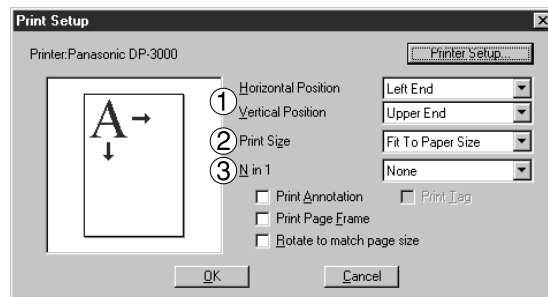 Print Setup
Printer:Panasonic DP-3000
Printer Setup...
A
① Horizontal Position Left End
Vertical Position Upper End
② Print Size Fit To Paper Size
③ N in 1 None
Print Annotation Print Tag
Print Page Frame
Rotate to match page size
OK Cancel